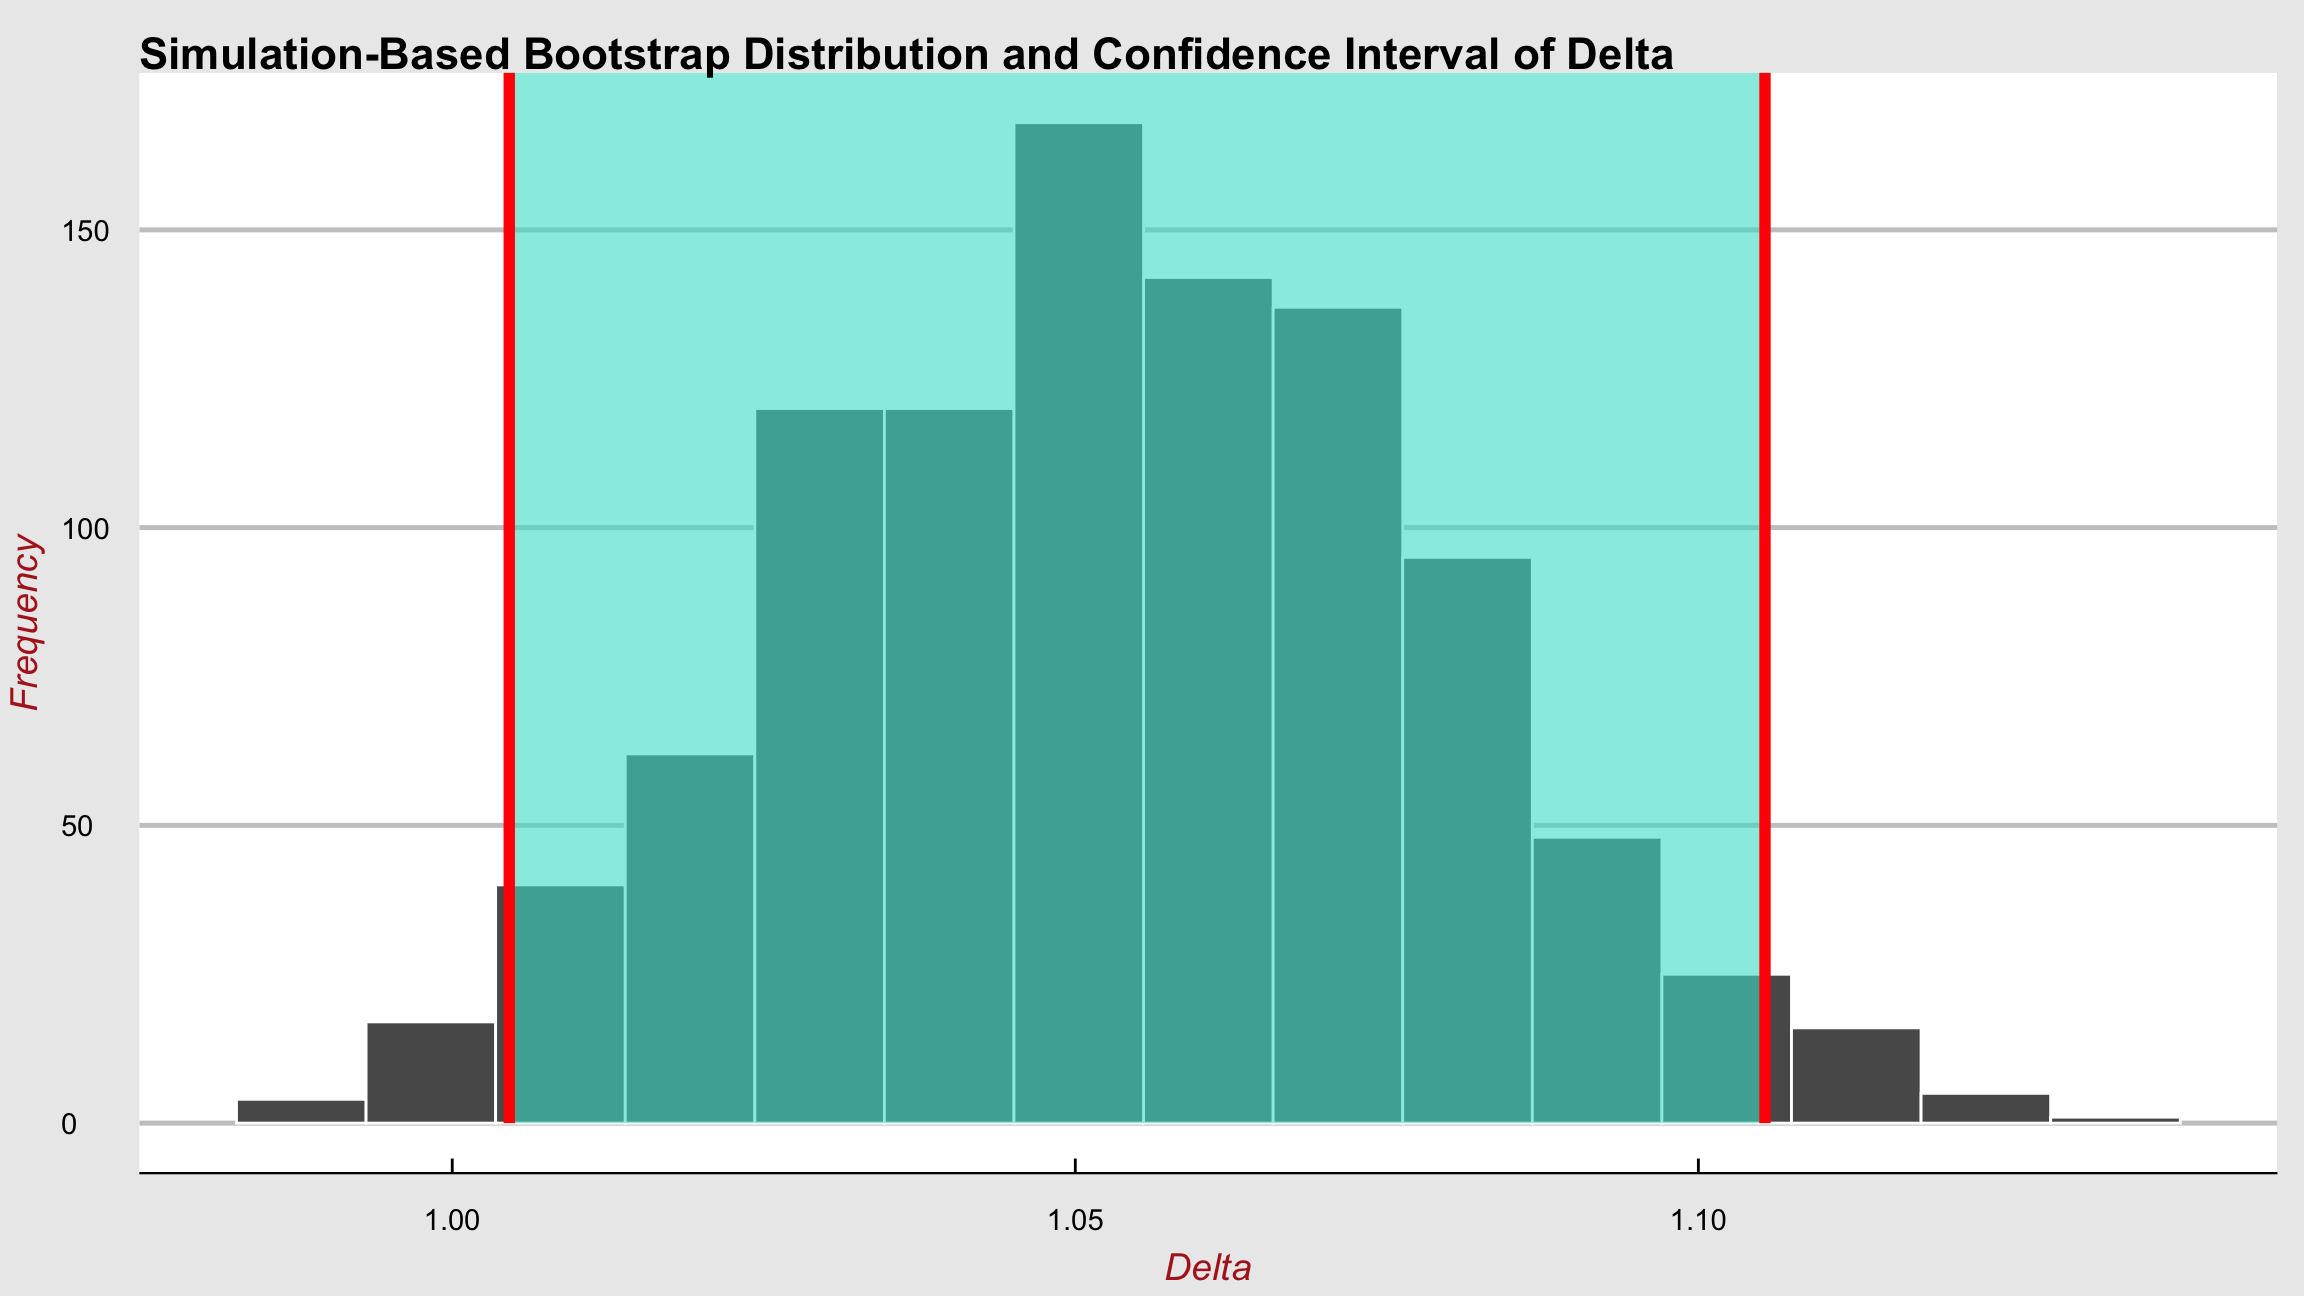 Simulation-Based Bootstrap Distribution and Confidence Interval of Delta
150
100
50
0
Frequency
1.00
1.05
1.10
Delta